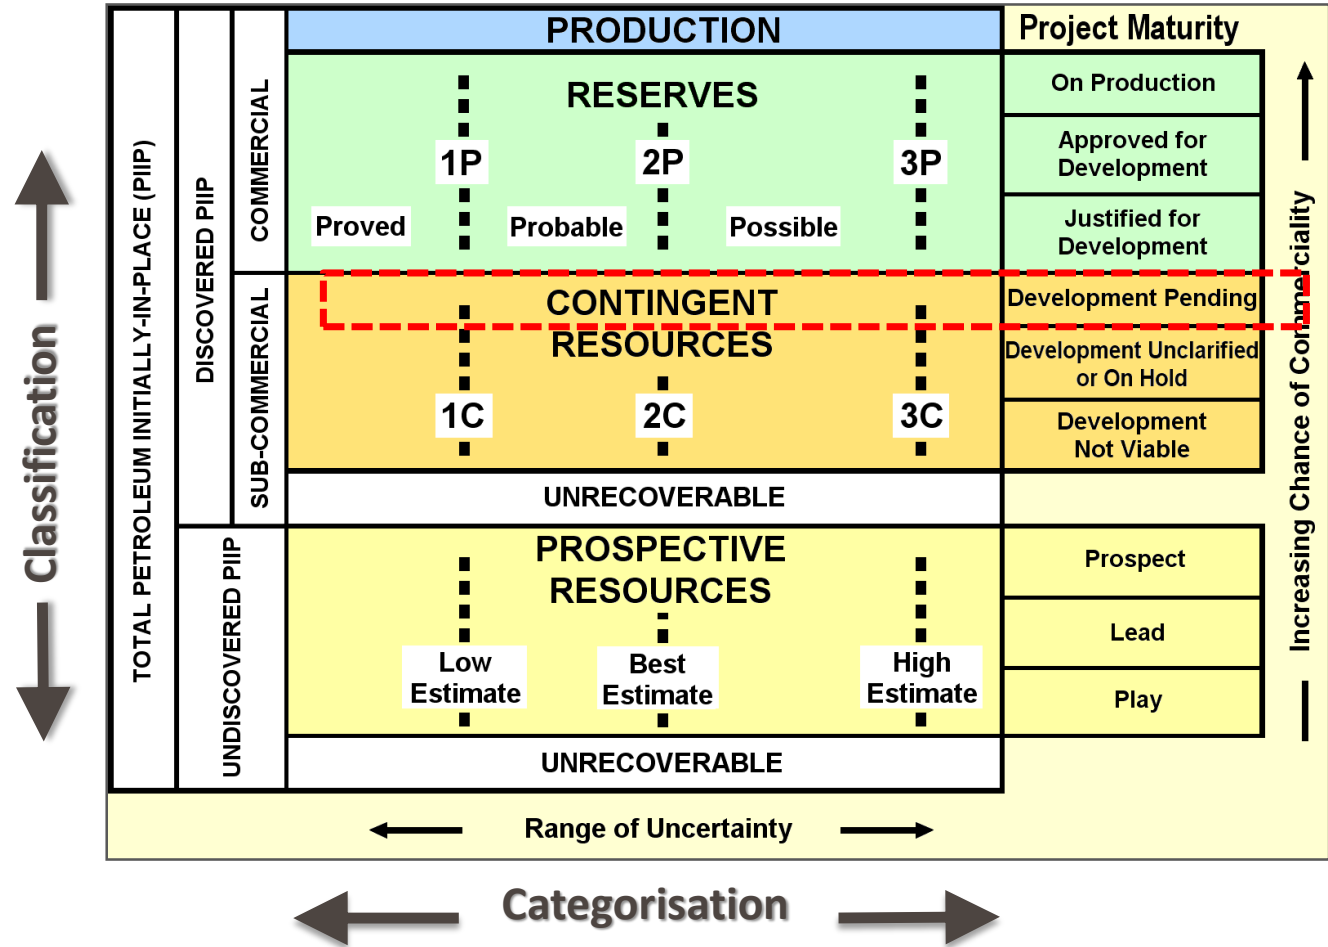 PRODUCTION
Project Maturity
TOTAL PETROLEUM INITIALLY-IN-PLACE (PIIP)
DISCOVERED PIIP
COMMERCIAL
RESERVES
1P
2P
3P
Proved
Probable
Possible
On Production
Approved for
Development
Justified for
Development
SUB-COMMERCIAL
CONTINGENT
RESOURCES
1C
2C
3C
Development Pending
Development Unclarified
or On Hold
Development
Not Viable
UNRECOVERABLE
UNDISCOVERED PIIP
PROSPECTIVE
RESOURCES
Low
Estimate
Best
Estimate
High
Estimate
Prospect
Lead
Play
UNRECOVERABLE
Increasing Chance of Commerciality
Range of Uncertainty
Classification
Categorisation